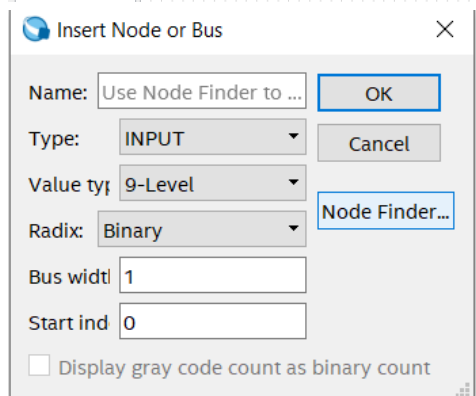 Insert Node or Bus
Name: Use Node Finder to ...
OK
Type: INPUT
Cancel
Value typ 9-Level
Node Finder...
Radix: Binary
Bus widtl 1
Start ind 0
Display gray code count as binary count